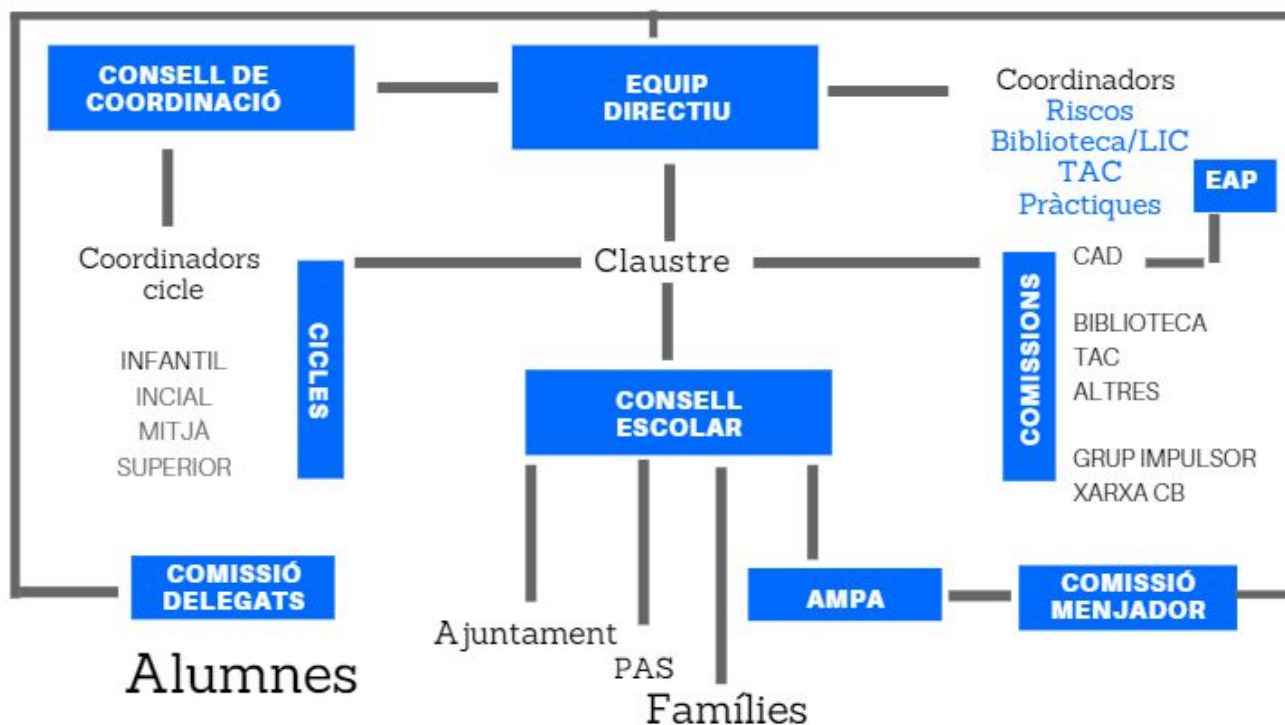 CONSELL DE
COORDINACIÓ
EQUIP
DIRECTIU
Coordinadors
Riscos
Biblioteca/LIC
TAC
Pràctiques
EAP
Coordinadors
cicle
INFANTIL
INCIAL
MITJÀ
SUPERIOR
CICLES
Claustre
COMISSIONS
CAD
BIBLIOTECA
TAC
ALTRES
GRUP IMPULSOR
XARXA CB
CONSELL
ESCOLAR
COMISSIÓ
DELEGATS
Alumnes
Ajuntament
PAS
Famílies
AMPA
COMISSIÓ
MENJADOR